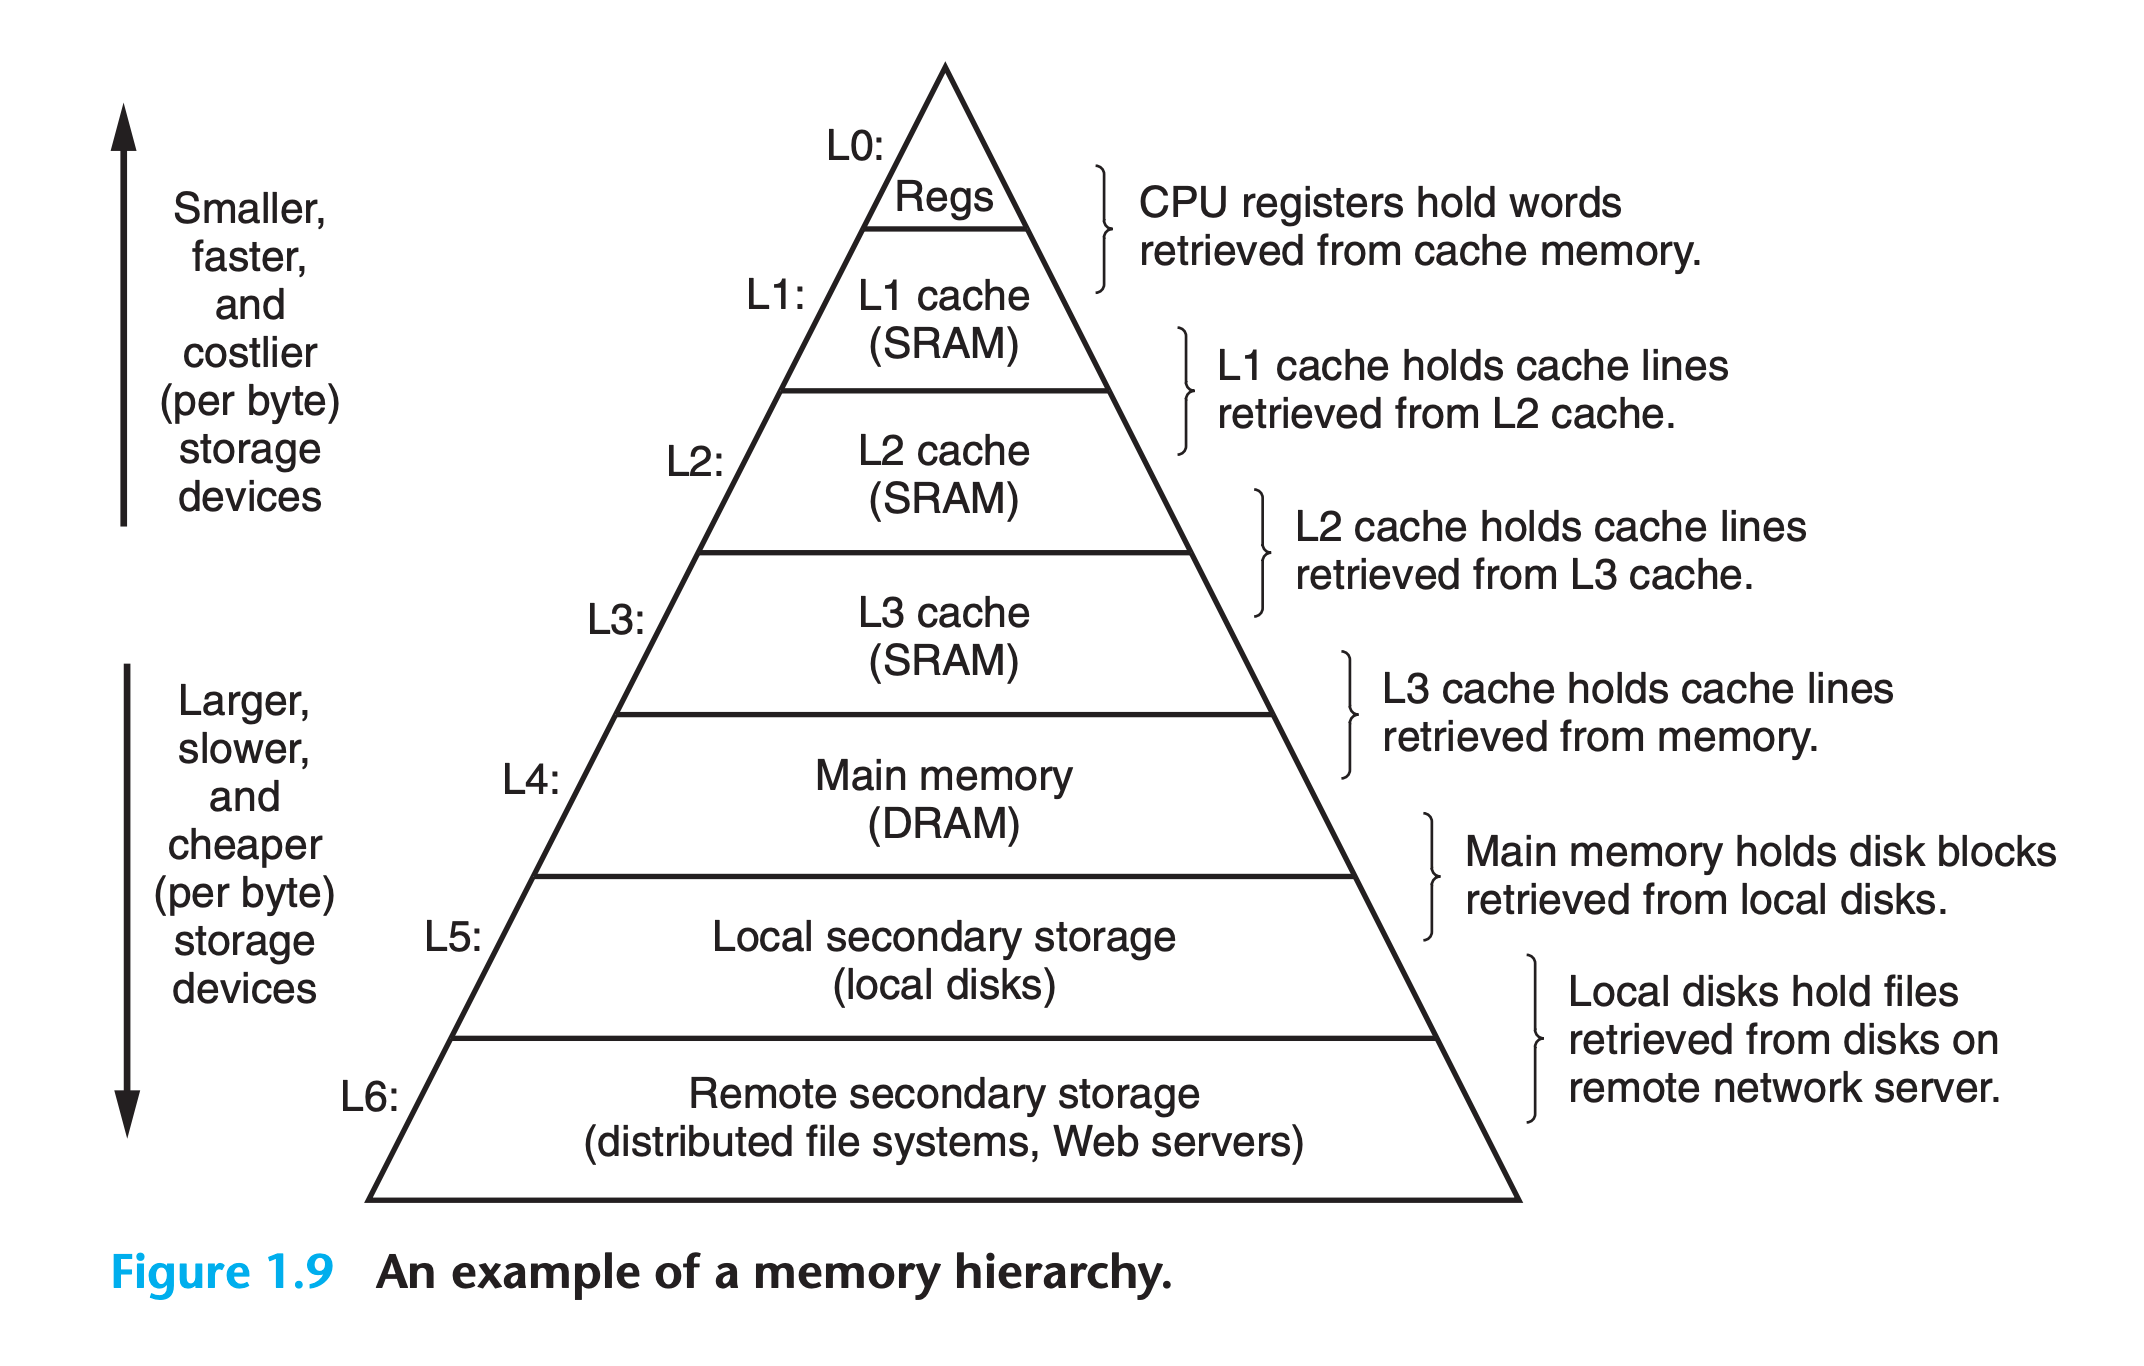 Smaller,
faster,
and
costlier
(per byte)
storage
devices
Larger,
slower,
and
cheaper
(per byte)
storage
devices
L0:
Regs
L1:
L1 cache
(SRAM)
L2:
L2 cache
(SRAM)
L3:
L3 cache
(SRAM)
L4:
Main memory
(DRAM)
L5:
Local secondary storage
(local disks)
L6:
Remote secondary storage
(distributed file systems, Web servers)
CPU registers hold words
retrieved from cache memory.
L1 cache holds cache lines
retrieved from L2 cache.
L2 cache holds cache lines
retrieved from L3 cache.
L3 cache holds cache lines
retrieved from memory.
Main memory holds disk blocks
retrieved from local disks.
Local disks hold files
retrieved from disks on
remote network server.
Figure 1.9 An example of a memory hierarchy.